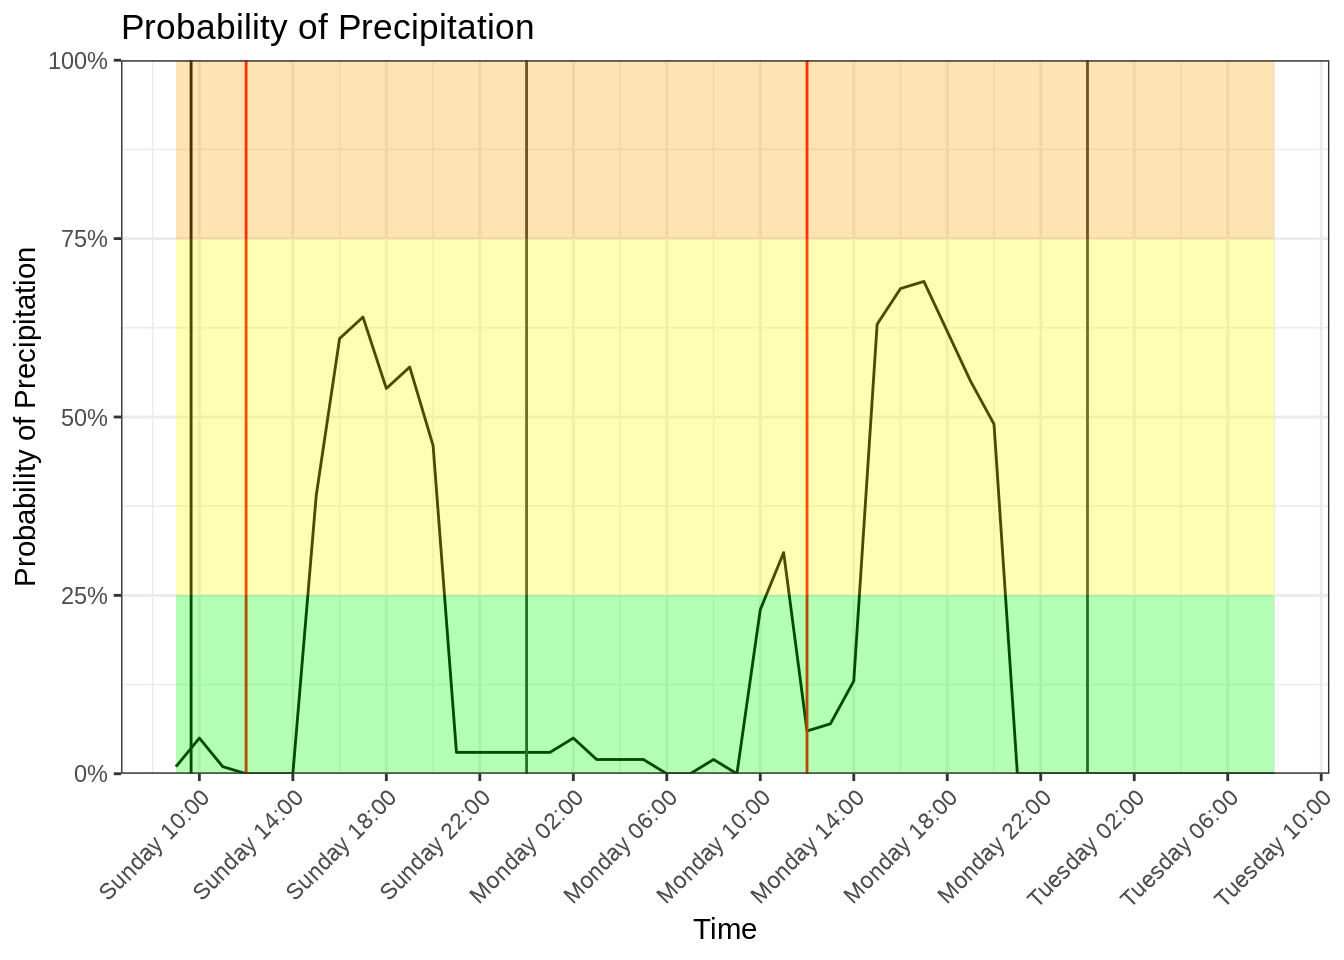 Probability of Precipitation
Probability of Precipitation
100%
75%
50%
25%
0%
Sunday 10:00
Sunday 14:00
Sunday 18:00
Sunday 22:00
Monday 02:00
Monday 06:00
Monday 10:00
Monday 14:00
Monday 18:00
Monday 22:00
Tuesday 02:00
Tuesday 06:00
Tuesday 10:00
Time